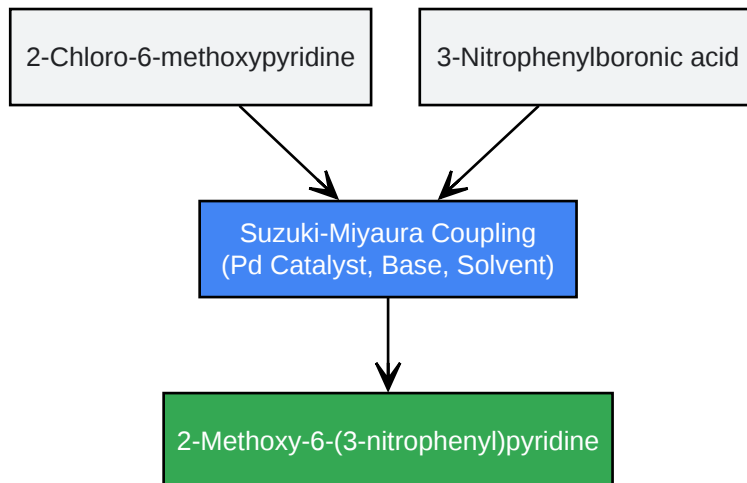 2-Chloro-6-methoxypyridine
3-Nitrophenylboronic acid
Suzuki-Miyaura Coupling
(Pd Catalyst, Base, Solvent)
2-Methoxy-6-(3-nitrophenyl)pyridine